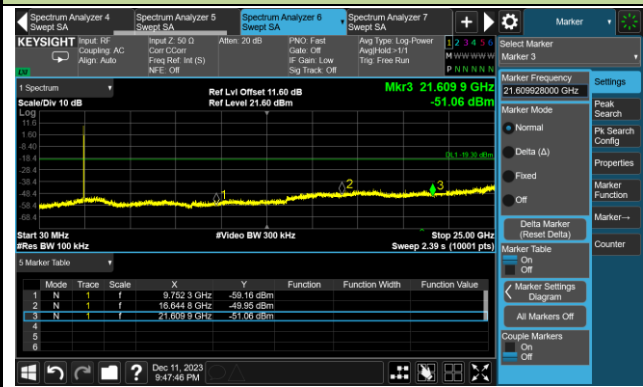 Spectrum Analyzer 4
Swept SA
Spectrum Analyzer 5
Swept SA
Spectrum Analyzer 6
Swept SA
Spectrum Analyzer 7
Swept SA
+
Marker
KEYSIGHT
Input: RF
Coupling: AC
Align: Auto
Input Z: 50 Ω
Corr CCorr
Freq Ref: Int (S)
NFE: Off
Atten: 20 dB
PNO: Fast
Gate: Off
IF Gain: Low
Sig Track: Off
Avg Type: Log-Power
Avg|Hold:>1/1
Trig: Free Run
1 2 3 4 5 6
M W W W W W
P N N N N N
LW
Select Marker
Marker 3
1 Spectrum
Scale/Div 10 dB
Ref Lvl Offset 11.60 dB
Ref Level 21.60 dBm
Mkr3 21.609 9 GHz
-51.06 dBm
Log
11.6
1.60
-8.40
-18.4
-28.4
-38.4
-48.4
-58.4
-68.4
DL1 -19.30 dBm
1
2
3
Start 30 MHz
#Res BW 100 kHz
#Video BW 300 kHz
Stop 25.00 GHz
Sweep 2.39 s (10001 pts)
5 Marker Table
Mode Trace Scale X Y Function Function Width Function Value
1 N 1 f 9.752 3 GHz -59.16 dBm
2 N 1 f 16.644 8 GHz -49.95 dBm
3 N 1 f 21.609 9 GHz -51.06 dBm
4
5
6
Marker Frequency
21.609928000 GHz
Marker Mode
Normal
Delta (Δ)
Fixed
Off
Delta Marker
(Reset Delta)
Marker Table
On
Off
Marker Settings
Diagram
All Markers Off
Couple Markers
On
Off
Settings
Peak
Search
Pk Search
Config
Properties
Marker
Function
Marker→
Counter
?
Dec 11, 2023
9:47:46 PM